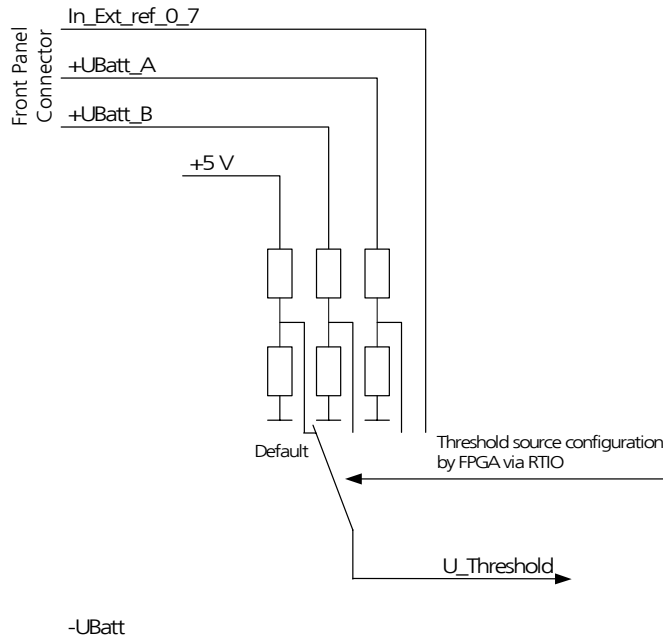 Front Panel
Connector
In_Ext_ref_0_7
+UBatt_A
+UBatt_B
+5 V
Default
Threshold source configuration
by FPGA via RTIO
U_Threshold
-UBatt